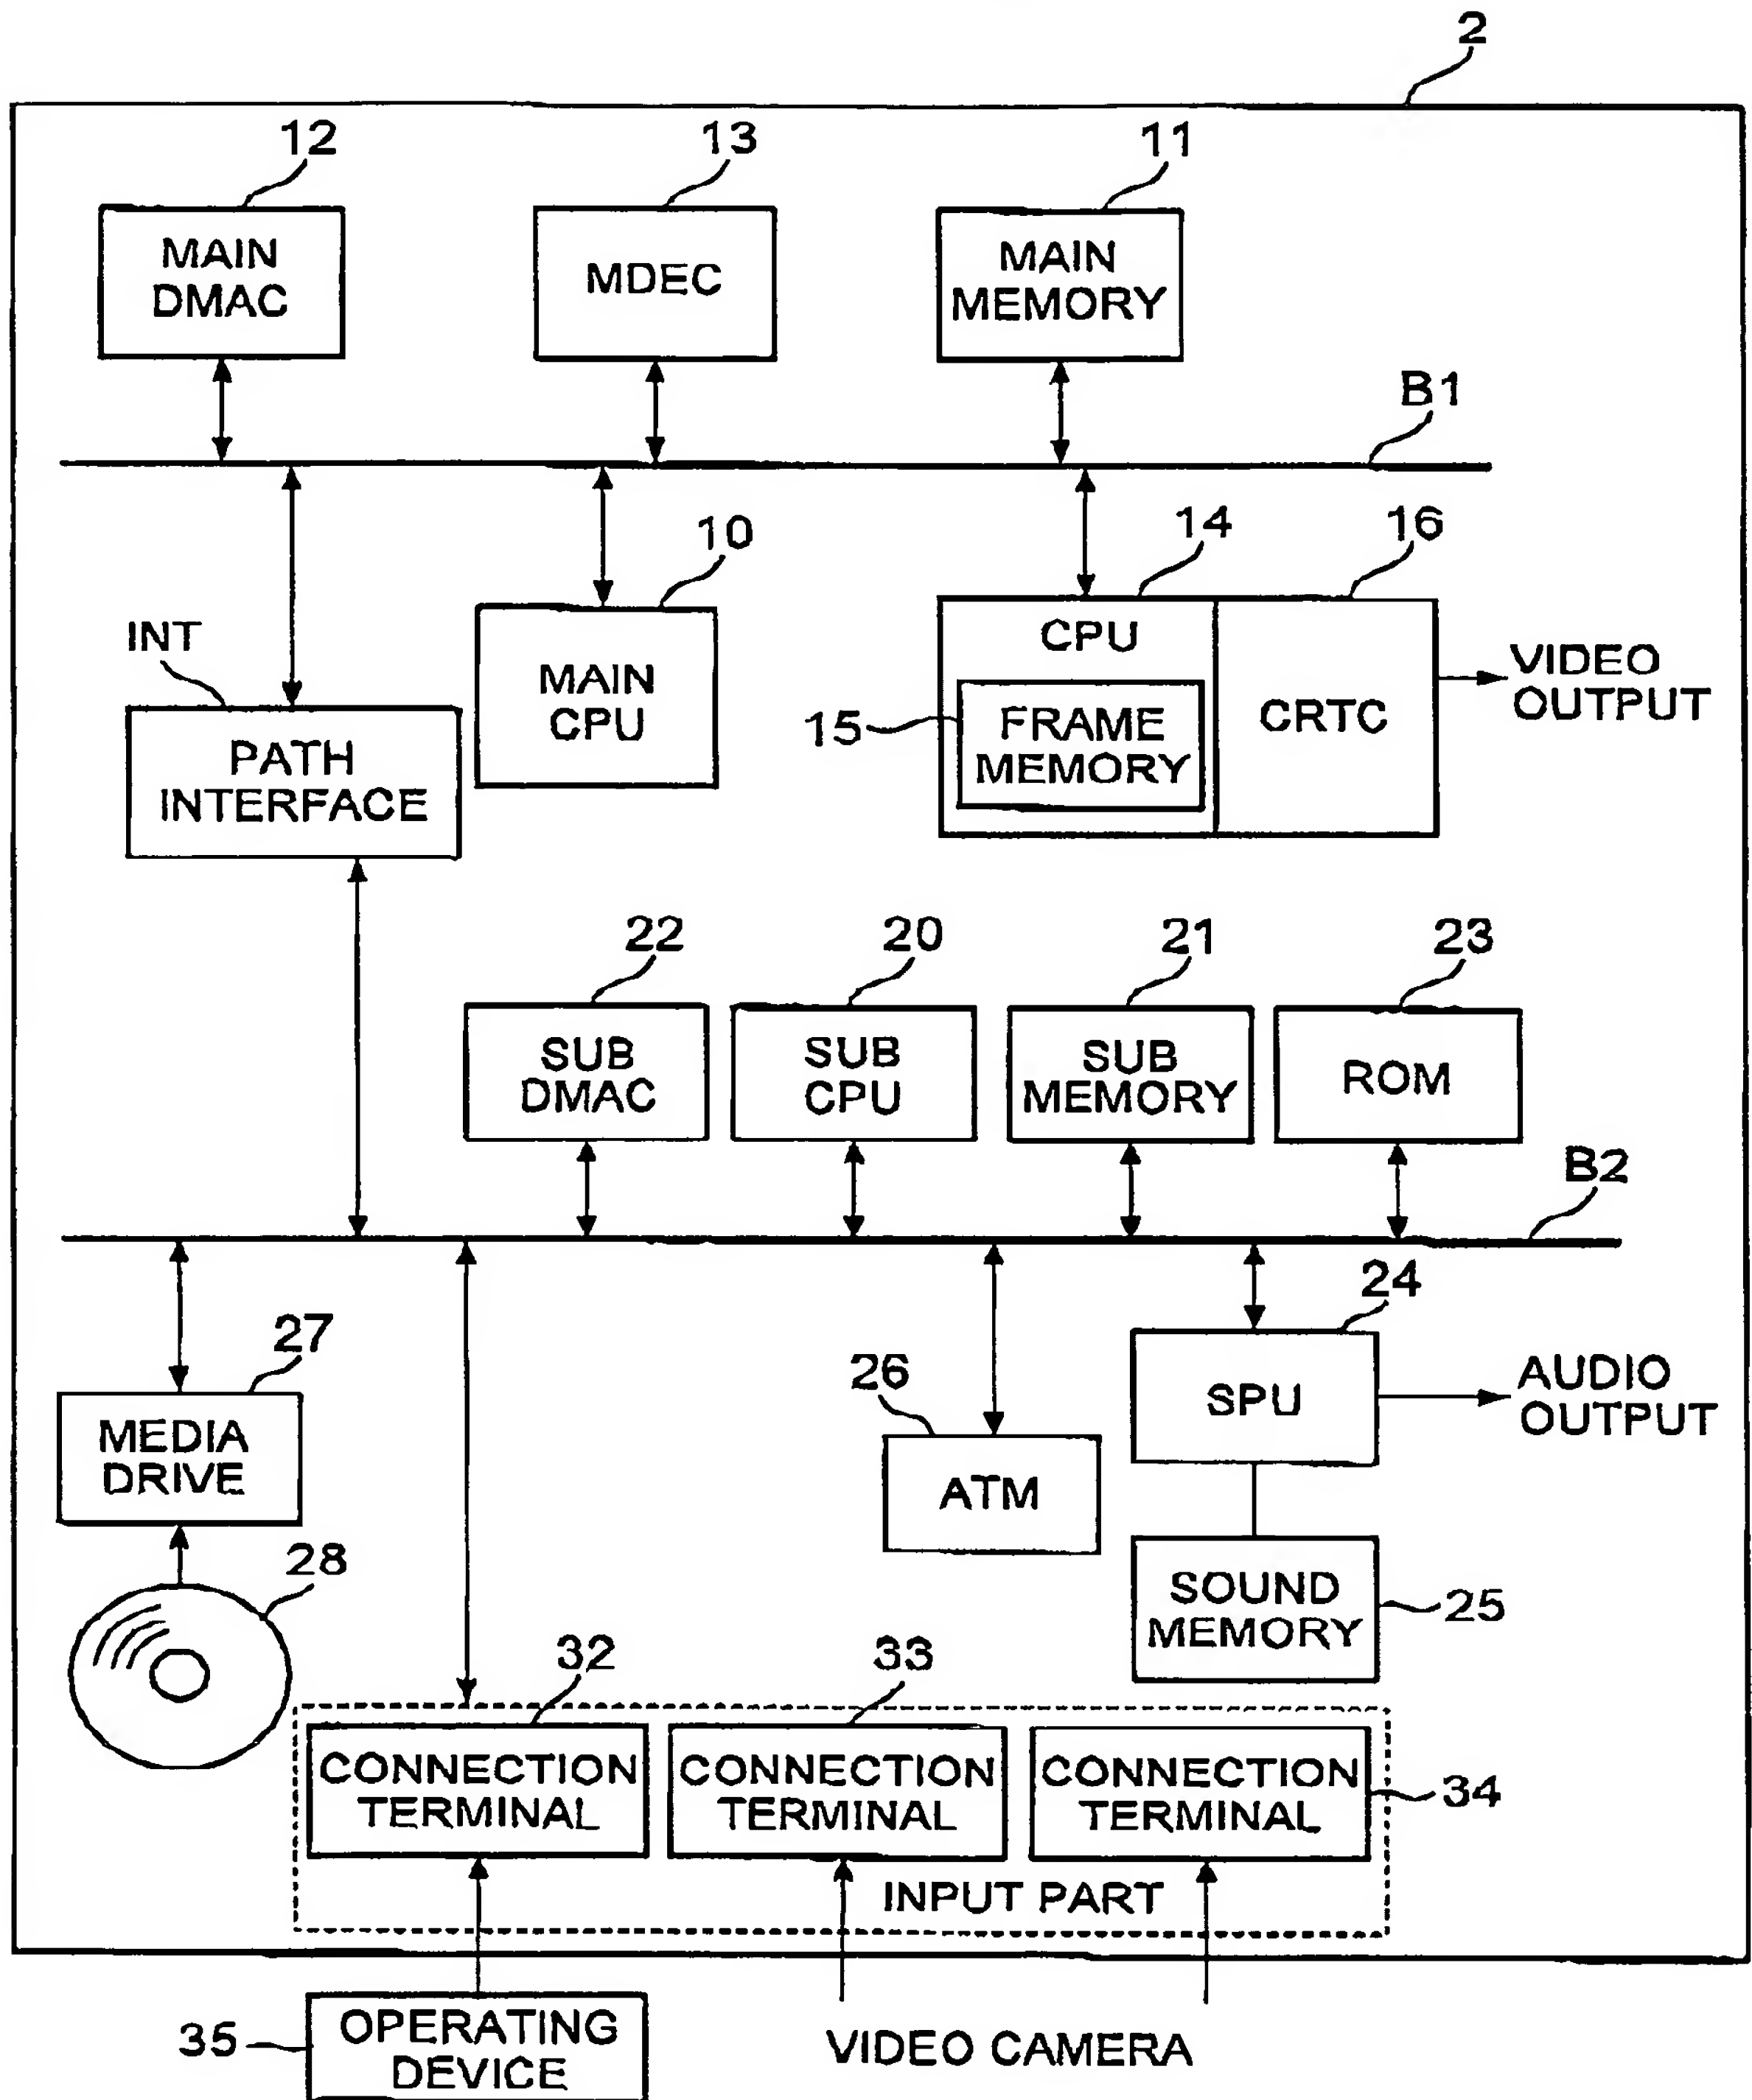 2
12
13
11
MAIN
DMAC
MDEC
MAIN
MEMORY
B1
10
14
16
INT
MAIN
CPU
CPU
15
FRAME
MEMORY
CRTC
VIDEO
OUTPUT
PATH
INTERFACE
22
20
21
23
SUB
DMAC
SUB
CPU
SUB
MEMORY
ROM
B2
27
26
24
MEDIA
DRIVE
ATM
SPU
AUDIO
OUTPUT
28
SOUND
MEMORY
25
32
33
CONNECTION
TERMINAL
CONNECTION
TERMINAL
CONNECTION
TERMINAL
34
INPUT PART
35
OPERATING
DEVICE
VIDEO CAMERA